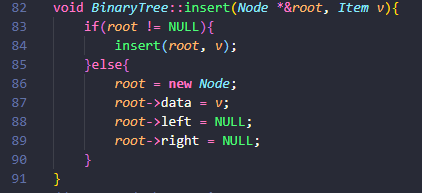 82 void BinaryTree::insert(Node *&root, Item v){
83     if(root != NULL){
84         insert(root, v);
85     }else{
86         root = new Node;
87         root->data = v;
88         root->left = NULL;
89         root->right = NULL;
90     }
91 }